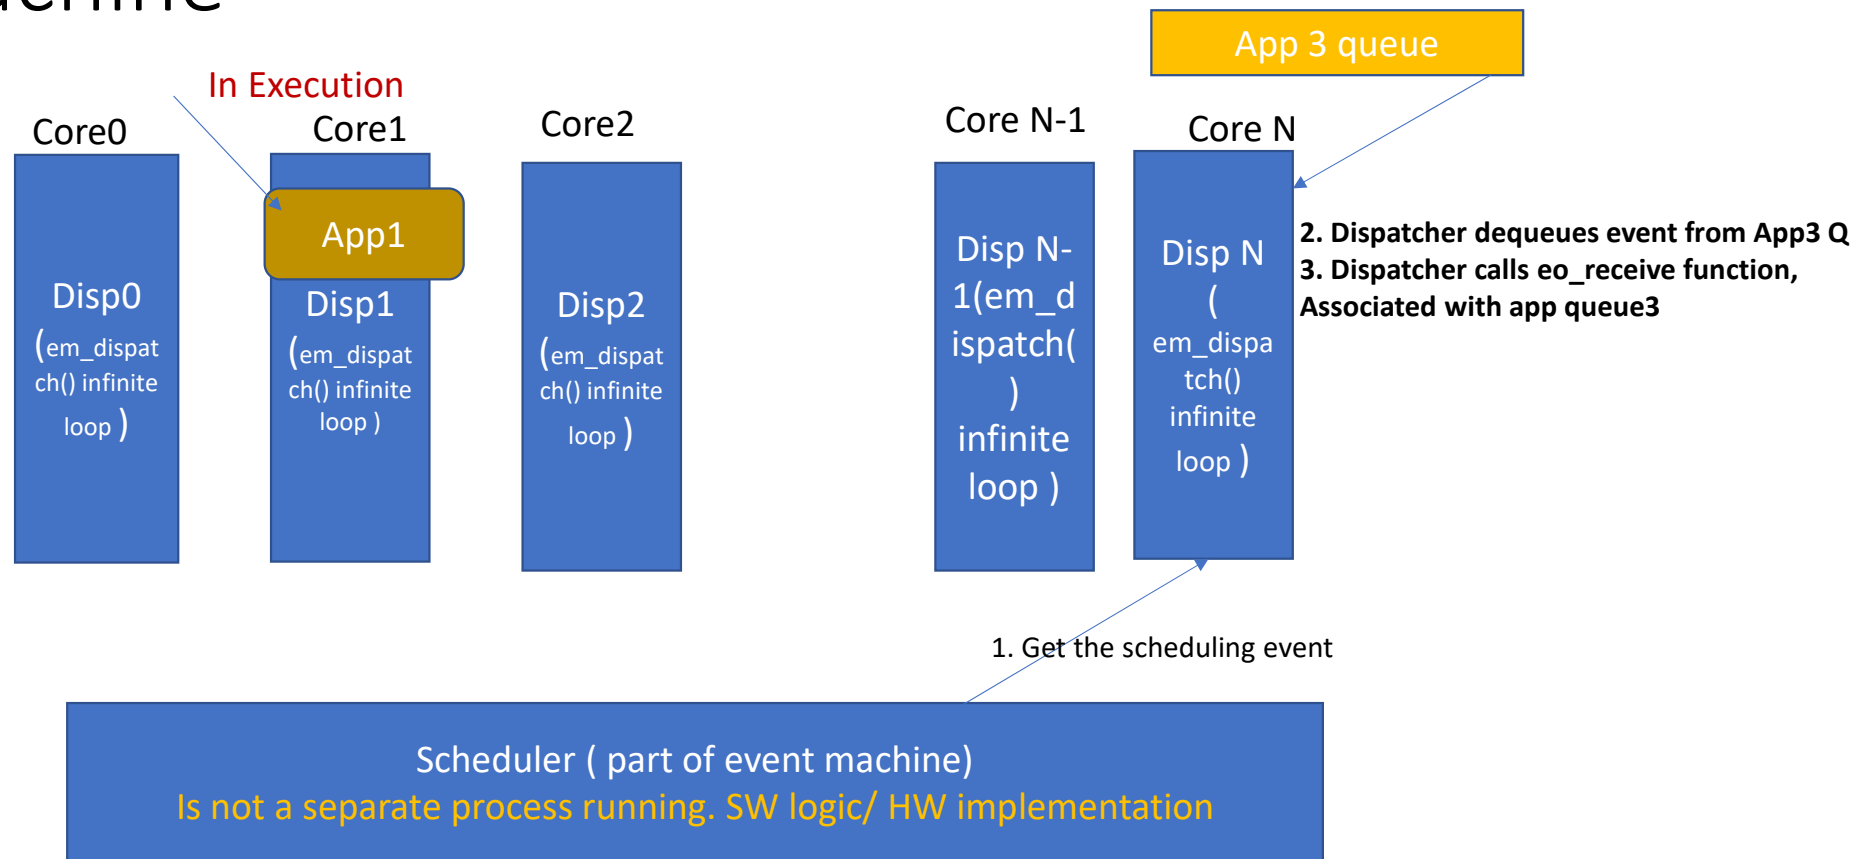 App 3 queue
In Execution
Core0
Core1
Core2
Core N-1
Core N
App1
Disp0
(em_dispat
ch() infinite
loop )
Disp1
(em_dispat
ch() infinite
loop )
Disp2
(em_dispat
ch() infinite
loop )
Disp N-
1(em_d
ispatch(
)
infinite
loop )
Disp N
(
em_dispa
tch()
infinite
loop )
2. Dispatcher dequeues event from App3 Q
3. Dispatcher calls eo_receive function,
Associated with app queue3
1. Get the scheduling event
Scheduler ( part of event machine)
Is not a separate process running. SW logic/ HW implementation